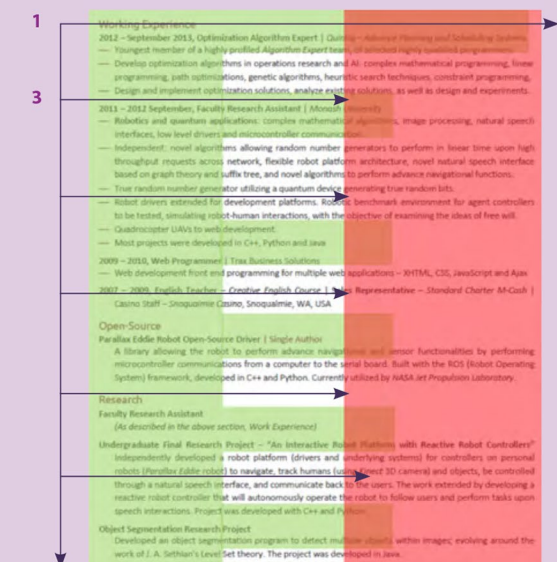 1
Working Experience
2012 – September 2013, Optimization Algorithm Expert | Quintiq – Advance Planning and Scheduling Systems
— Youngest member of a highly profiled Algorithm Expert team, of selected highly qualified programmers.
— Develop optimization algorithms in operations research and AI: complex mathematical programming, linear
programming, path optimizations, genetic algorithms, heuristic search techniques, constraint programming.
— Design and implement optimization solutions, analyze existing solutions, as well as design and experiments.
3
2011 – 2012 September, Faculty Research Assistant | Monash University
— Robotics and quantum applications: complex mathematical algorithms, image processing, natural speech
interfaces, low level drivers and microcontroller communication.
— Independent: novel algorithms allowing random number generators to perform in linear time upon high
throughput requests across network, flexible robot platform architecture, novel natural speech interface
based on graph theory and suffix tree, and novel algorithms to perform advance navigational functions.
— True random number generator utilizing a quantum device generating true random bits.
— Robot drivers extended for development platforms. Robotic benchmark environment for agent controllers
to be tested, simulating robot-human interactions, with the objective of examining the ideas of free will.
— Quadrocopter UAVs to web development
— Most projects were developed in C++, Python and Java
2009 – 2010, Web Programmer | Trax Business Solutions
— Web development front end programming for multiple web applications – XHTML, CSS, JavaScript and Ajax
2007 – 2009, English Teacher – Creative English Course | Sales Representative – Standard Charter M-Cash |
Casino Staff – Snoqualmie Casino, Snoqualmie, WA, USA
Open-Source
Parallax Eddie Robot Open-Source Driver | Single Author
A library allowing the robot to perform advance navigational and sensor functionalities by performing
microcontroller communications from a computer to the serial board. Built with the ROS (Robot Operating
System) framework, developed in C++ and Python. Currently utilized by NASA Jet Propulsion Laboratory.
Research
Faculty Research Assistant
(As described in the above section, Work Experience)
Undergraduate Final Research Project – "An Interactive Robot Platform with Reactive Robot Controllers"
Independently developed a robot platform (drivers and underlying systems) for controllers on personal
robots (Parallax Eddie robot) to navigate, track humans (using Kinect 3D camera) and objects, be controlled
through a natural speech interface, and communicate back to the users. The work extended by developing a
reactive robot controller that will autonomously operate the robot to follow users and perform tasks upon
speech interactions. Project was developed with C++ and Python.
Object Segmentation Research Project
Developed an object segmentation program to detect multiple objects within images; evolving around the
work of J. A. Sethian's Level Set theory. The project was developed in Java.